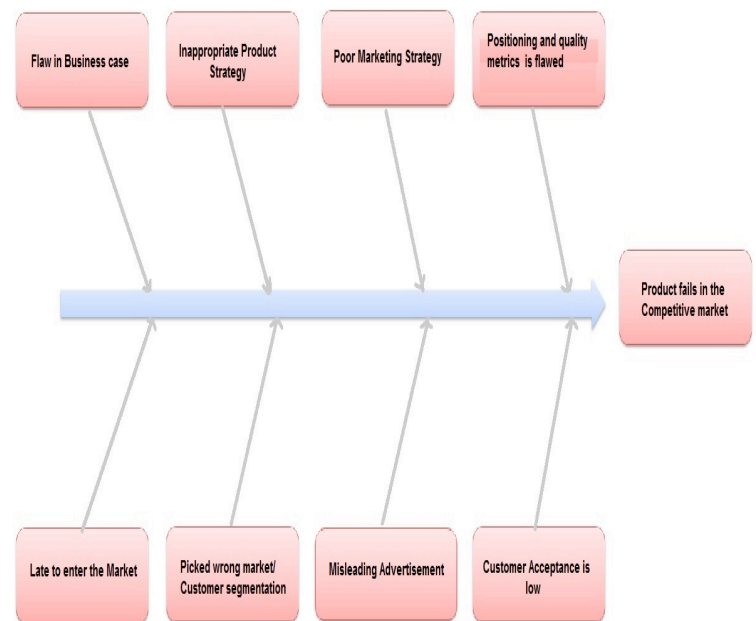 Flaw in Business case
Inappropriate Product
Strategy
Poor Marketing Strategy
Positioning and quality
metrics is flawed
Product fails in the
Competitive market
Late to enter the Market
Picked wrong market/
Customer segmentation
Misleading Advertisement
Customer Acceptance is
low